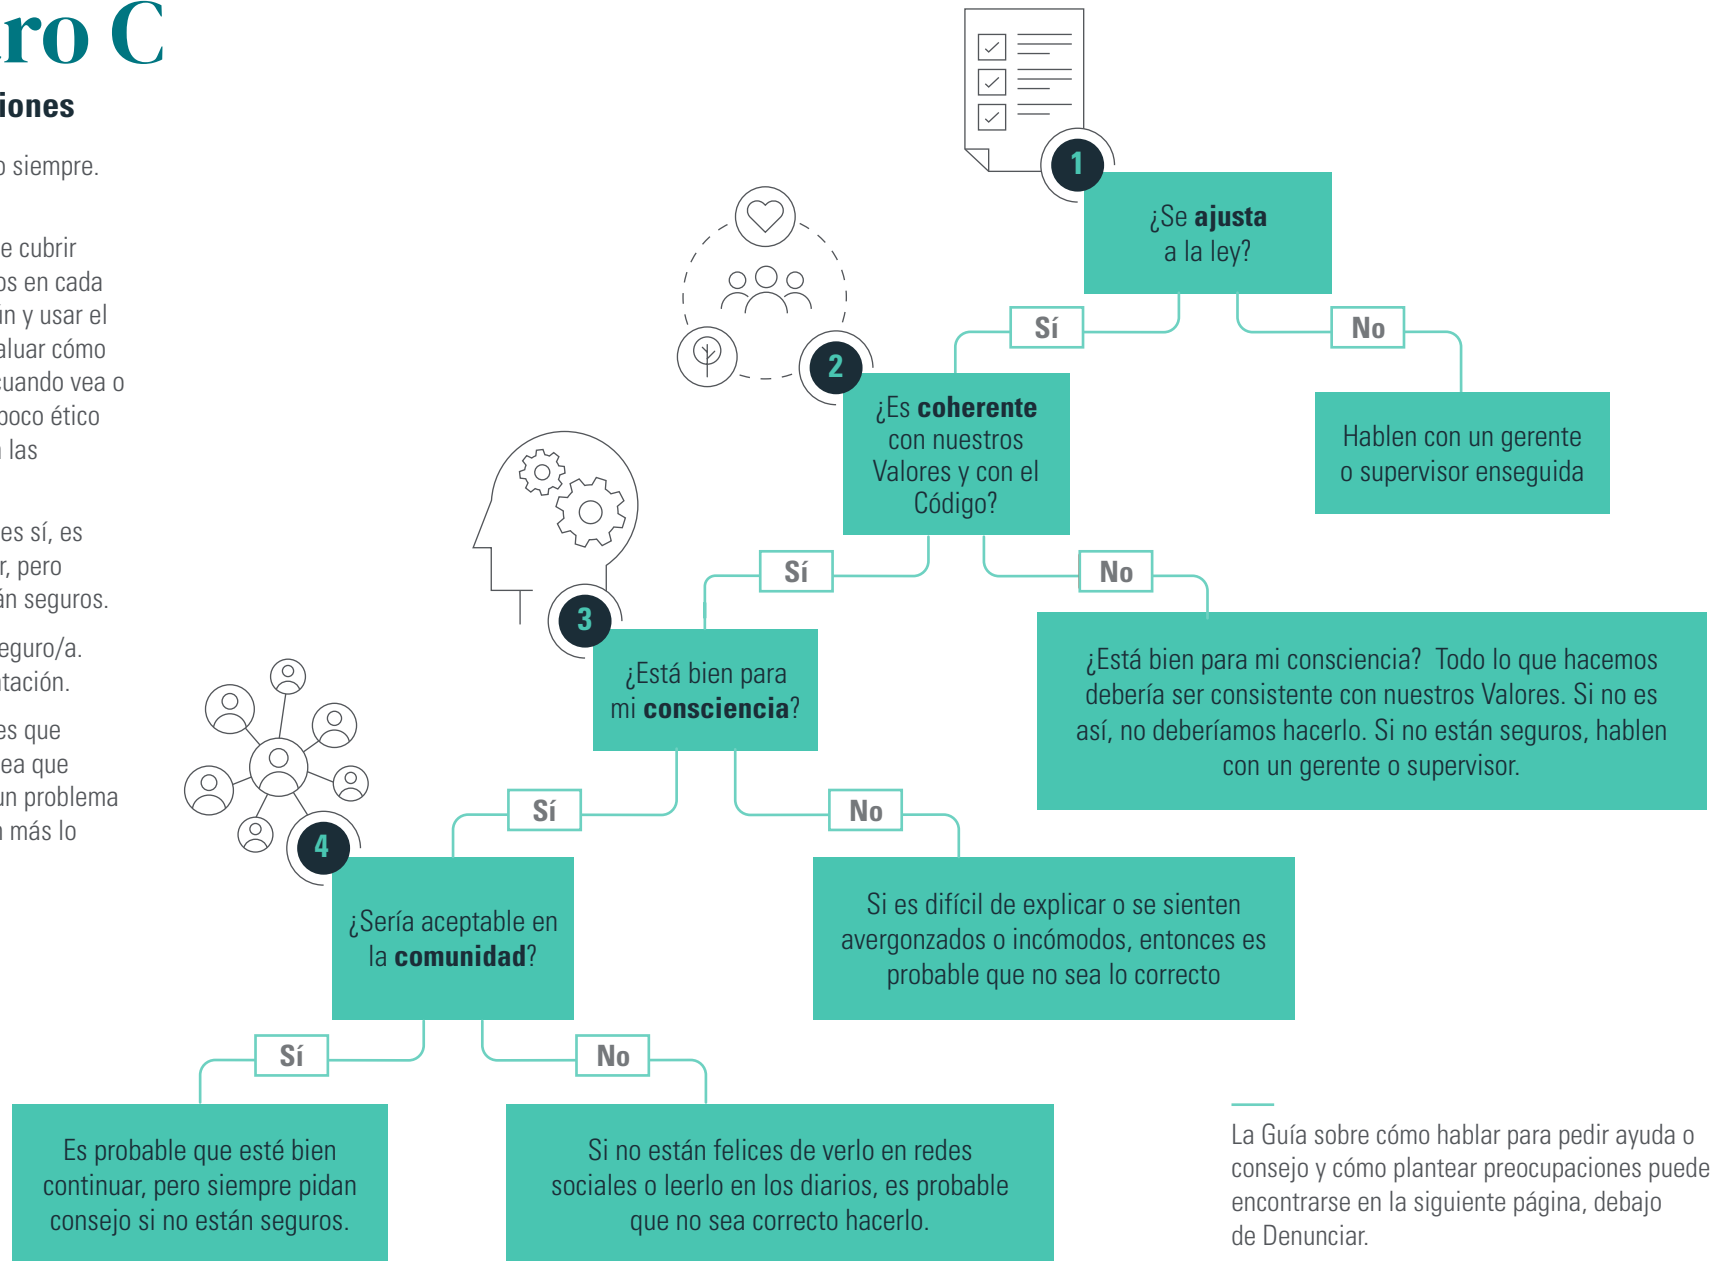 ro C
iones
o siempre.
e cubrir
os en cada
ún y usar el
aluar cómo
cuando vea o
poco ético
las
es sí, es
r, pero
án seguros.
eguro/a.
ntación.
es que
ea que
un problema
n más lo
1
¿Se ajusta
a la ley?
Sí
No
Hablen con un gerente
o supervisor enseguida
2
¿Es coherente
con nuestros
Valores y con el
Código?
Sí
No
¿Está bien para mi consciencia? Todo lo que hacemos
debería ser consistente con nuestros Valores. Si no es
así, no deberíamos hacerlo. Si no están seguros, hablen
con un gerente o supervisor.
3
¿Está bien para
mi consciencia?
Sí
No
Si es difícil de explicar o se sienten
avergonzados o incómodos, entonces es
probable que no sea lo correcto
4
¿Sería aceptable en
la comunidad?
Sí
No
Es probable que esté bien
continuar, pero siempre pidan
consejo si no están seguros.
Si no están felices de verlo en redes
sociales o leerlo en los diarios, es probable
que no sea correcto hacerlo.
La Guía sobre cómo hablar para pedir ayuda o
consejo y cómo plantear preocupaciones puede
encontrarse en la siguiente página, debajo
de Denunciar.